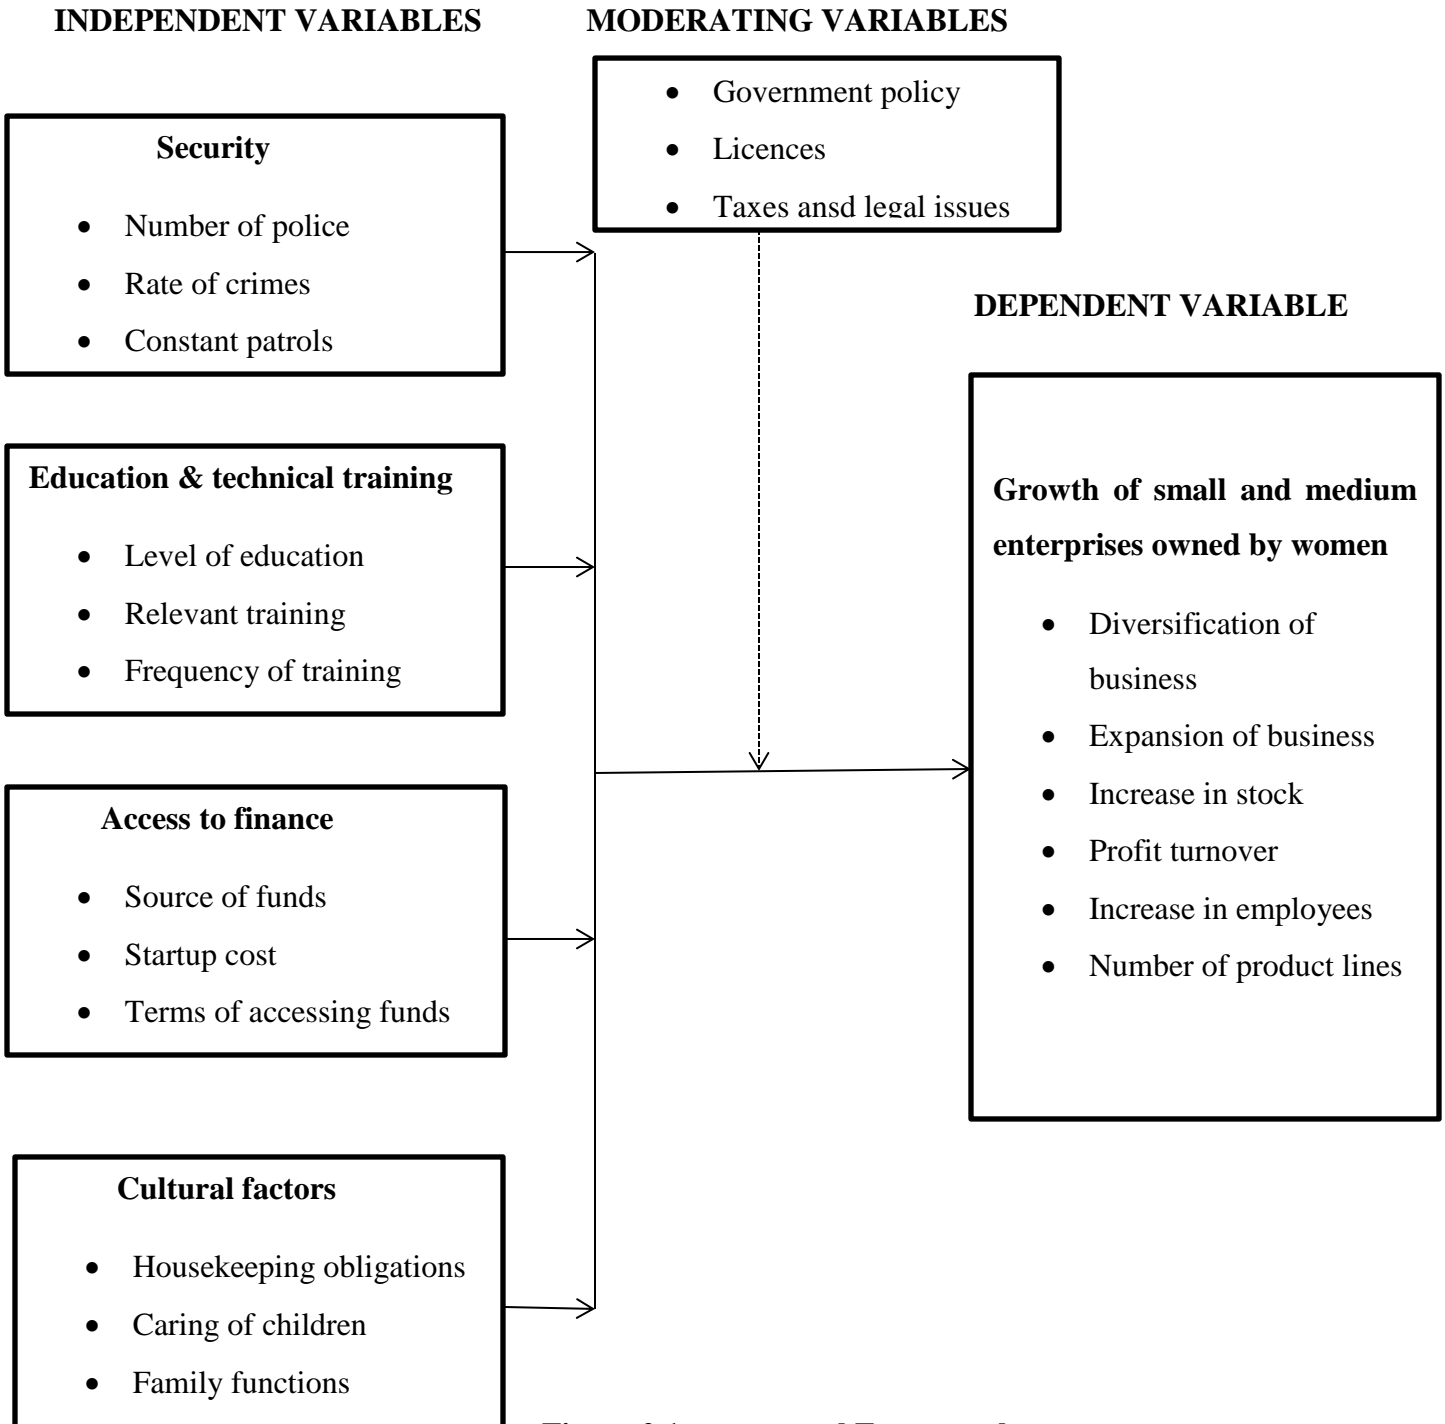 INDEPENDENT VARIABLES
MODERATING VARIABLES
• Government policy
• Licences
• Taxes ansd legal issues
Security
• Number of police
• Rate of crimes
• Constant patrols
DEPENDENT VARIABLE
Education & technical training
• Level of education
• Relevant training
• Frequency of training
Growth of small and medium
enterprises owned by women
• Diversification of
business
• Expansion of business
• Increase in stock
• Profit turnover
• Increase in employees
• Number of product lines
Access to finance
• Source of funds
• Startup cost
• Terms of accessing funds
Cultural factors
• Housekeeping obligations
• Caring of children
• Family functions